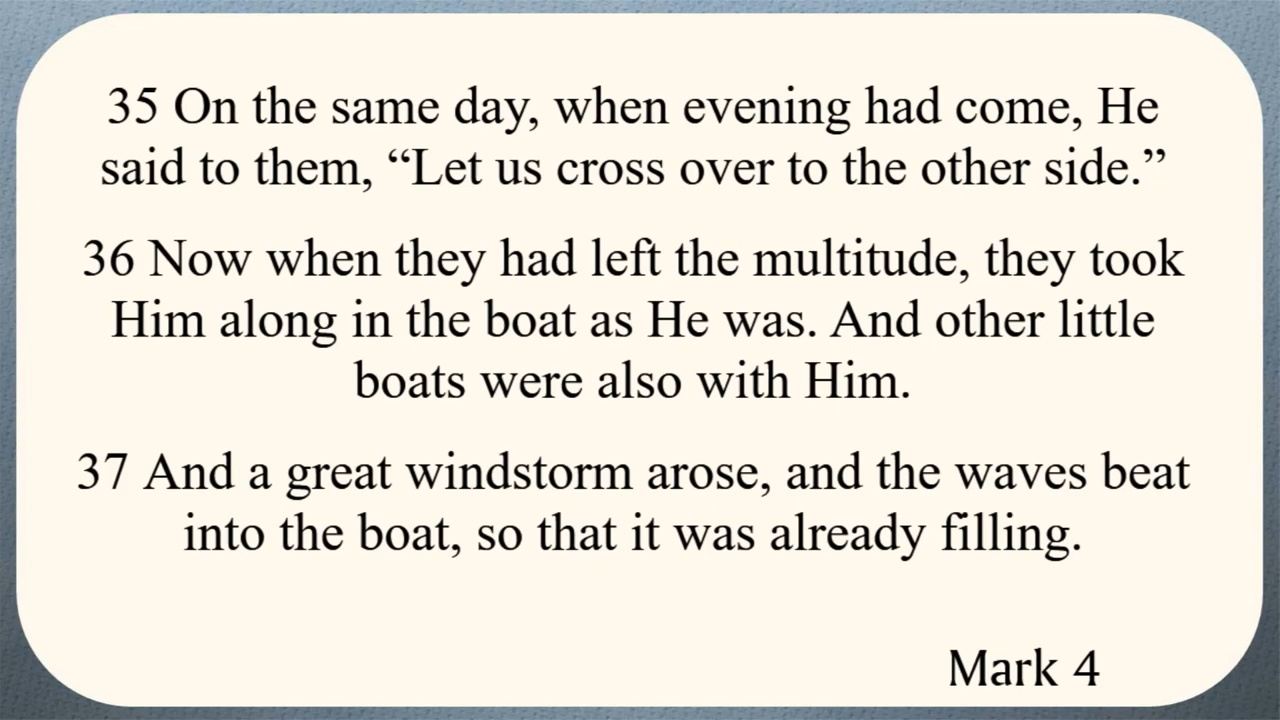 35 On the same day, when evening had come, He
said to them, “Let us cross over to the other side.”
36 Now when they had left the multitude, they took
Him along in the boat as He was. And other little
boats were also with Him.
37 And a great windstorm arose, and the waves beat
into the boat, so that it was already filling.
Mark 4